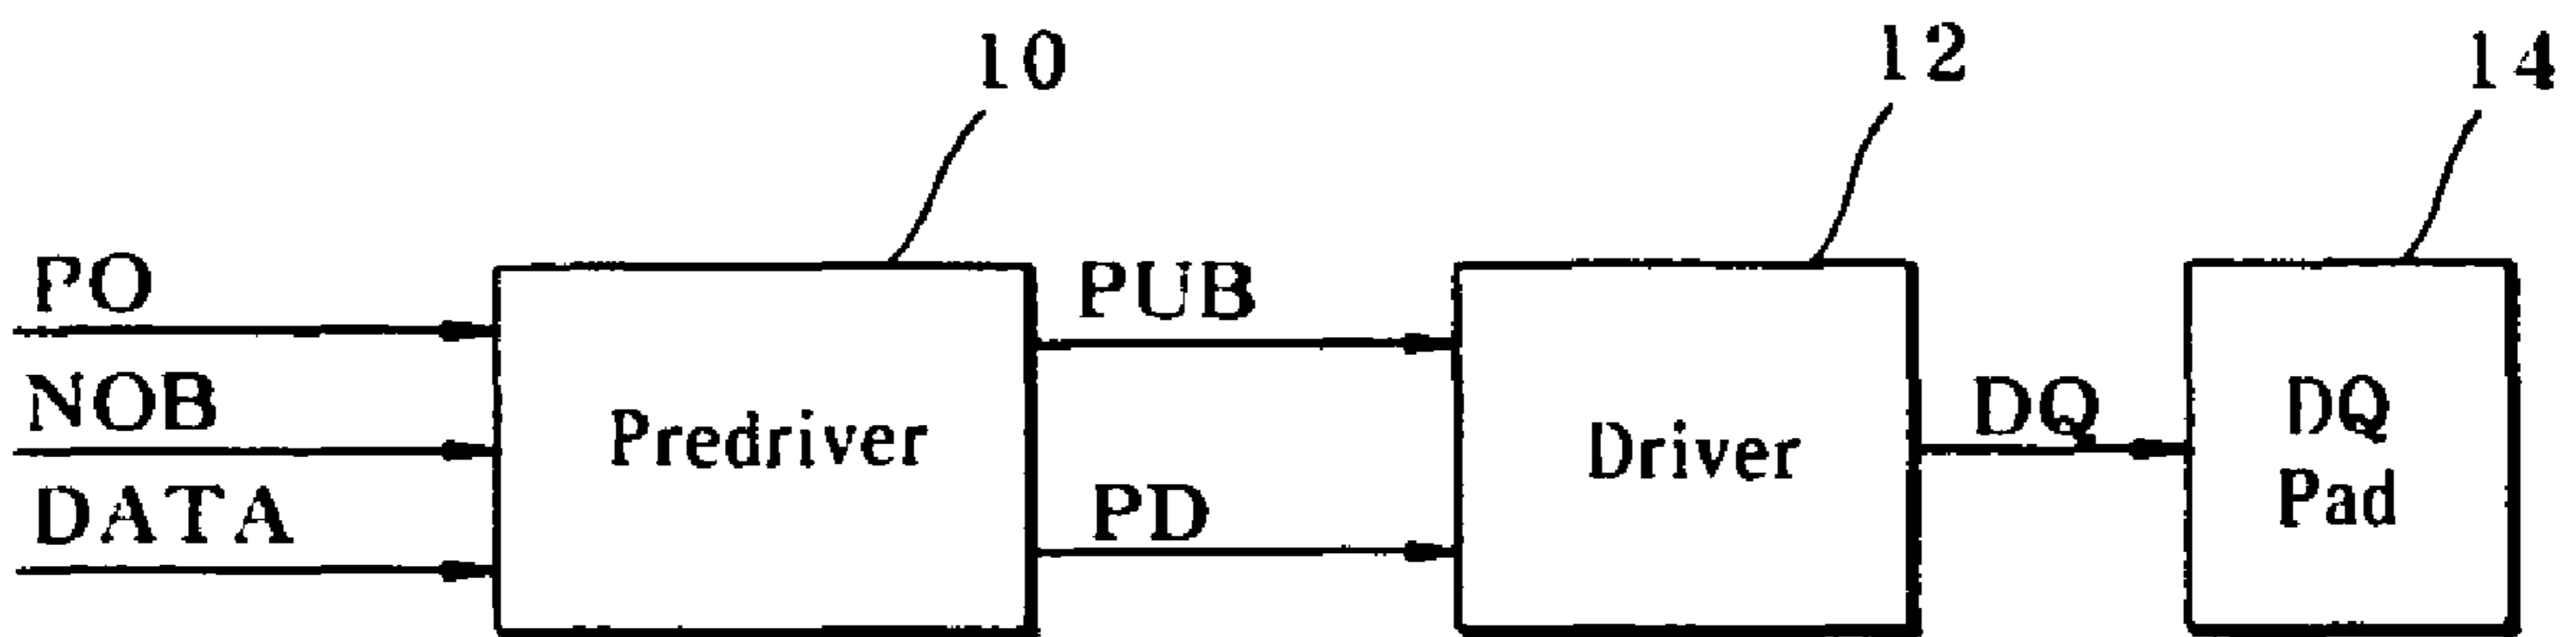 10
12
14
PO
NOB
DATA
Predriver
PUB
PD
Driver
DQ
DQ
Pad